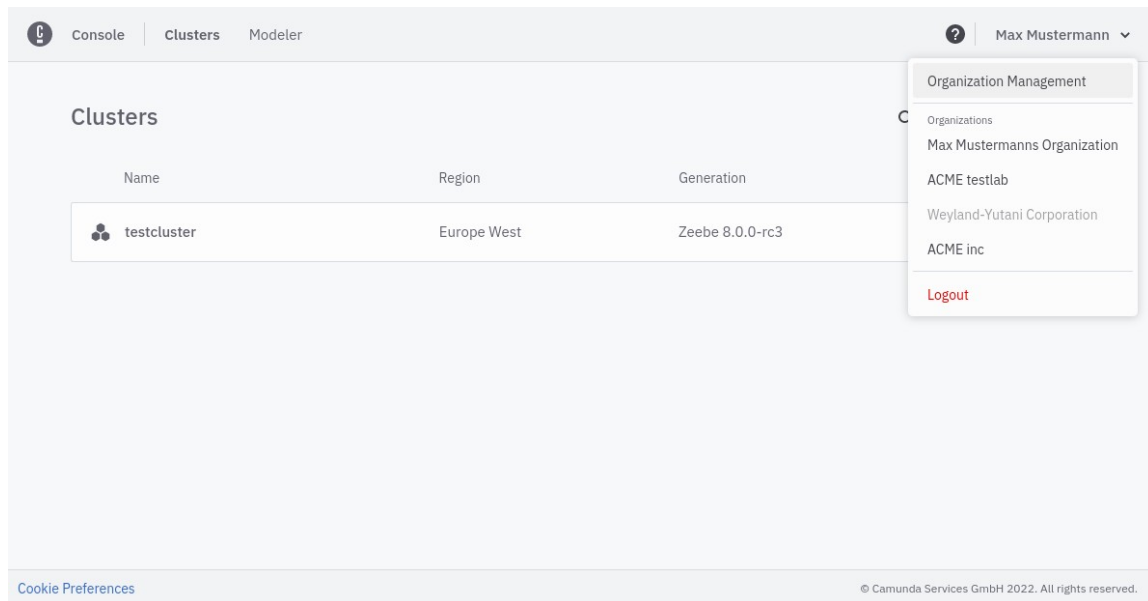 Console Clusters Modeler ? Max Mustermann
Organization Management
Organizations
Max Mustermanns Organization
ACME testlab
Weyland-Yutani Corporation
ACME inc
Logout
Clusters
Name Region Generation
testcluster Europe West Zeebe 8.0.0-rc3
Cookie Preferences © Camunda Services GmbH 2022. All rights reserved.